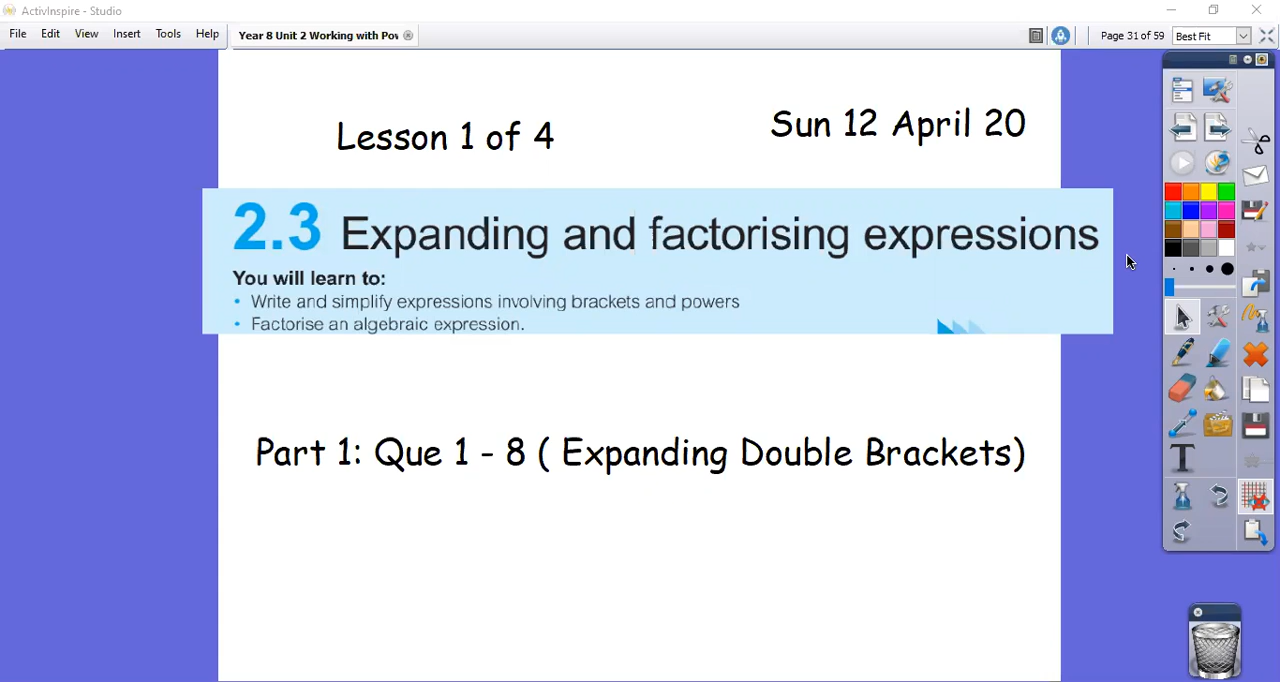 ActivInspire - Studio
File Edit View Insert Tools Help
Year 8 Unit 2 Working with Pov
Page 31 of 59 Best Fit
Lesson 1 of 4
Sun 12 April 20
2.3 Expanding and factorising expressions
You will learn to:
• Write and simplify expressions involving brackets and powers
• Factorise an algebraic expression.
Part 1: Que 1 - 8 ( Expanding Double Brackets)
T